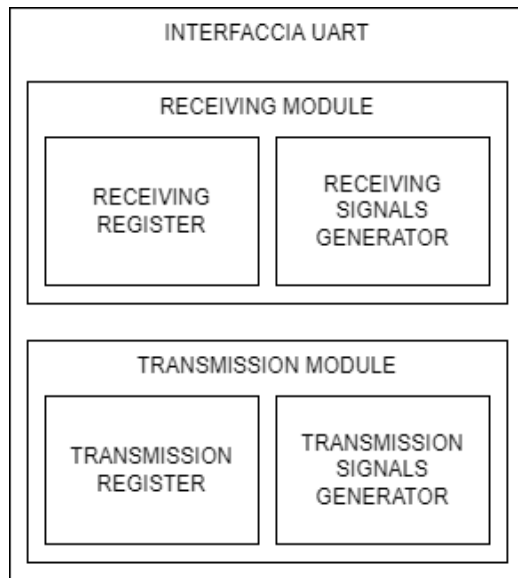 INTERFACCIA UART
RECEIVING MODULE
RECEIVING
REGISTER
RECEIVING
SIGNALS
GENERATOR
TRANSMISSION MODULE
TRANSMISSION
REGISTER
TRANSMISSION
SIGNALS
GENERATOR